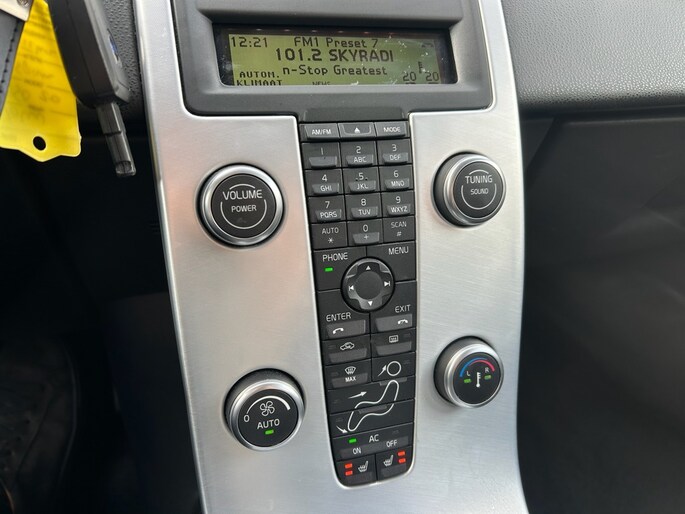 12:21 FM1 Preset 7
101.2 SKYRADI
n-Stop Greatest
AUTOM. 20 20
KLIMAAT
AM/FM MODE
1 2 ABC 3 DEF
4 GHI 5 JKL 6 MNO
7 PQRS 8 TUV 9 WXYZ
AUTO * 0 + SCAN #
VOLUME
POWER
TUNING
SOUND
PHONE MENU
ENTER EXIT
MAX
L R
0
AUTO
AC
ON OFF